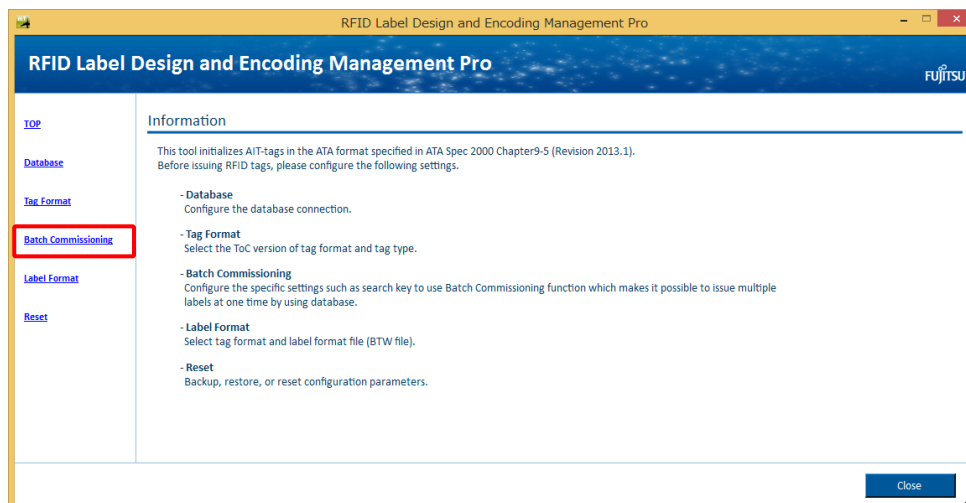 RFID Label Design and Encoding Management Pro
RFID Label Design and Encoding Management Pro
FUJITSU
TOP
Database
Tag Format
Batch Commissioning
Label Format
Reset
Information
This tool initializes AIT-tags in the ATA format specified in ATA Spec 2000 Chapter9-5 (Revision 2013.1).
Before issuing RFID tags, please configure the following settings.
- Database
Configure the database connection.
- Tag Format
Select the ToC version of tag format and tag type.
- Batch Commissioning
Configure the specific settings such as search key to use Batch Commissioning function which makes it possible to issue multiple
labels at one time by using database.
- Label Format
Select tag format and label format file (BTW file).
- Reset
Backup, restore, or reset configuration parameters.
Close